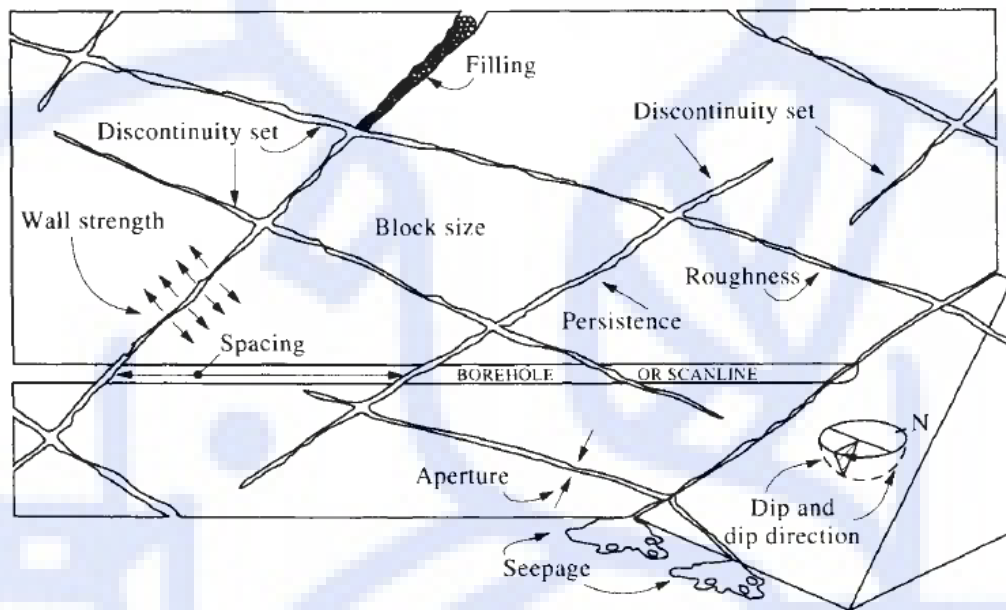 Filling
Discontinuity set
Discontinuity set
Wall strength
Block size
Roughness
Persistence
Spacing
BOREHOLE OR SCANLINE
N
Aperture
Dip and
dip direction
Seepage